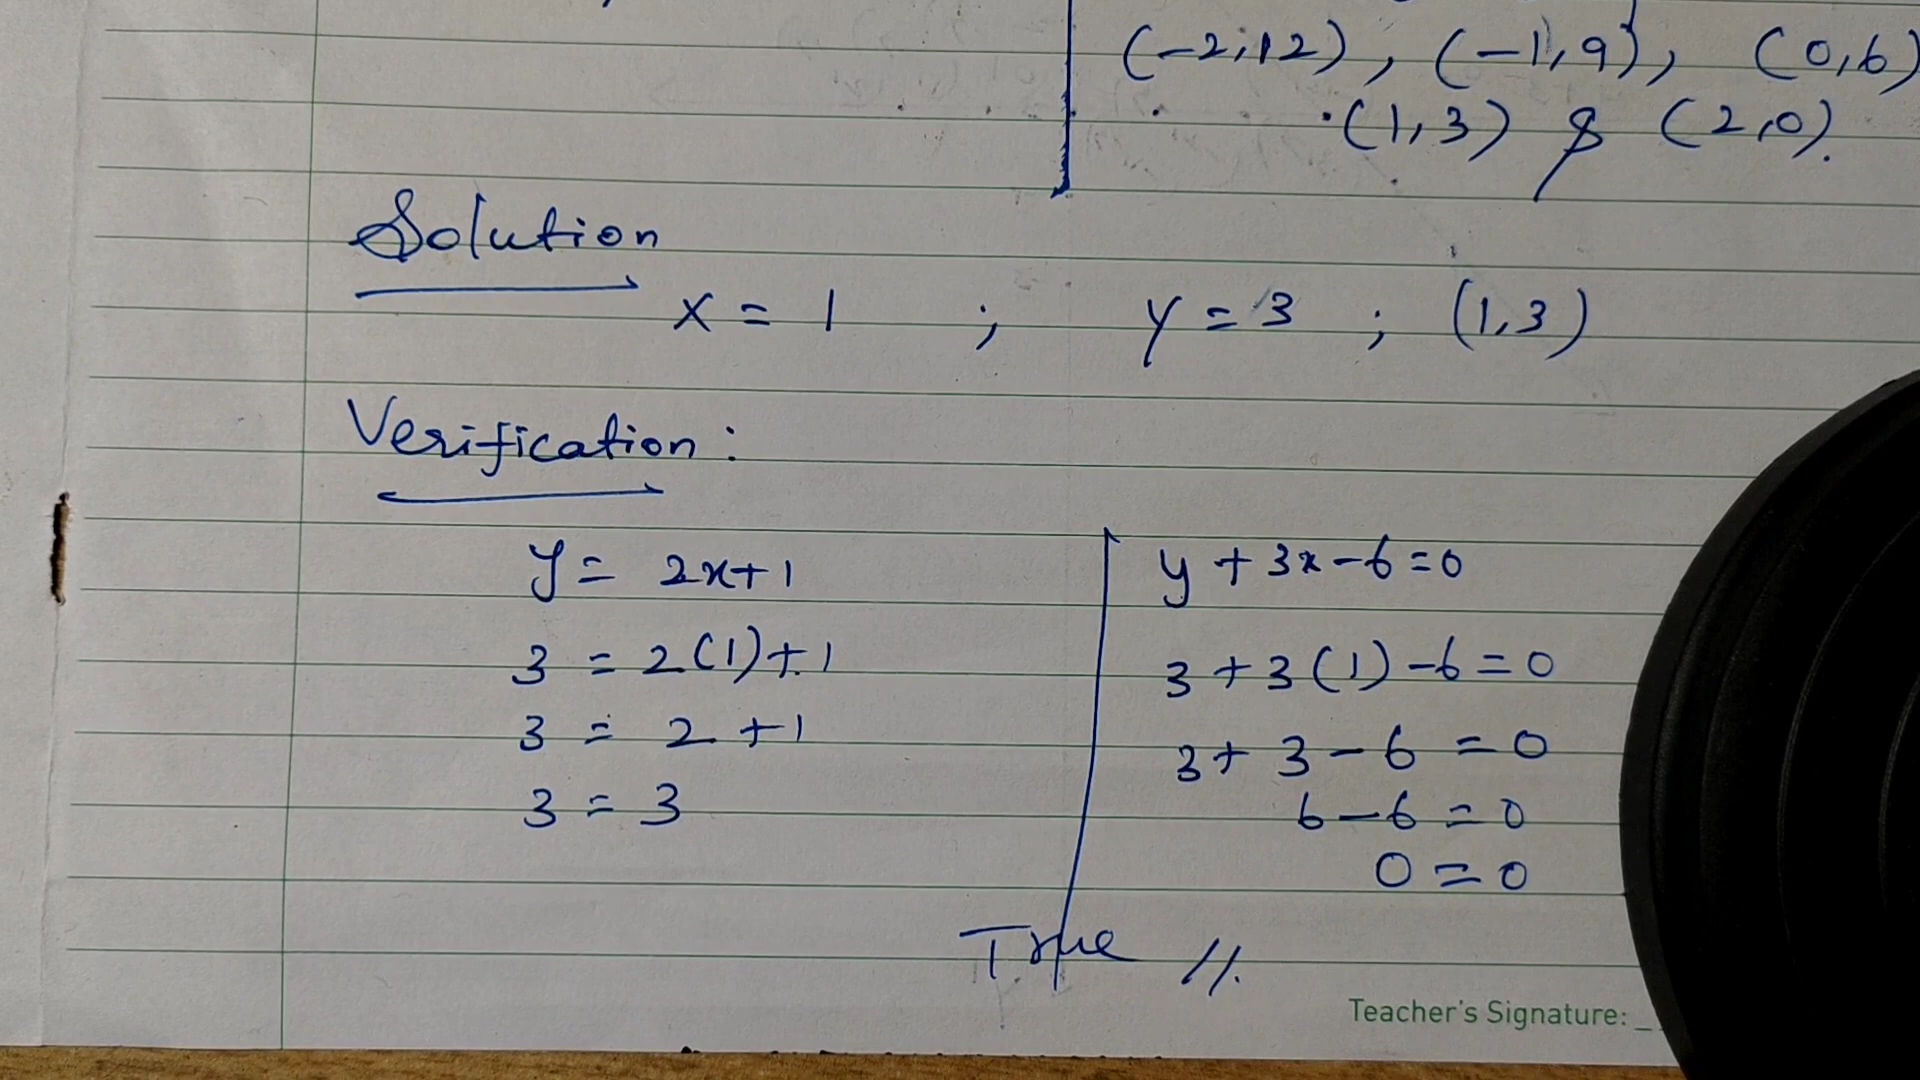 (-2,12), (-1,9), (0,6)
(1,3) & (2,0).
Solution
x = 1 ; y = 3 ; (1,3)
Verification:
y = 2x+1
3 = 2(1)+1
3 = 2+1
3 = 3
y + 3x - 6 = 0
3 + 3(1) - 6 = 0
3 + 3 - 6 = 0
6 - 6 = 0
0 = 0
True //.
Teacher's Signature: